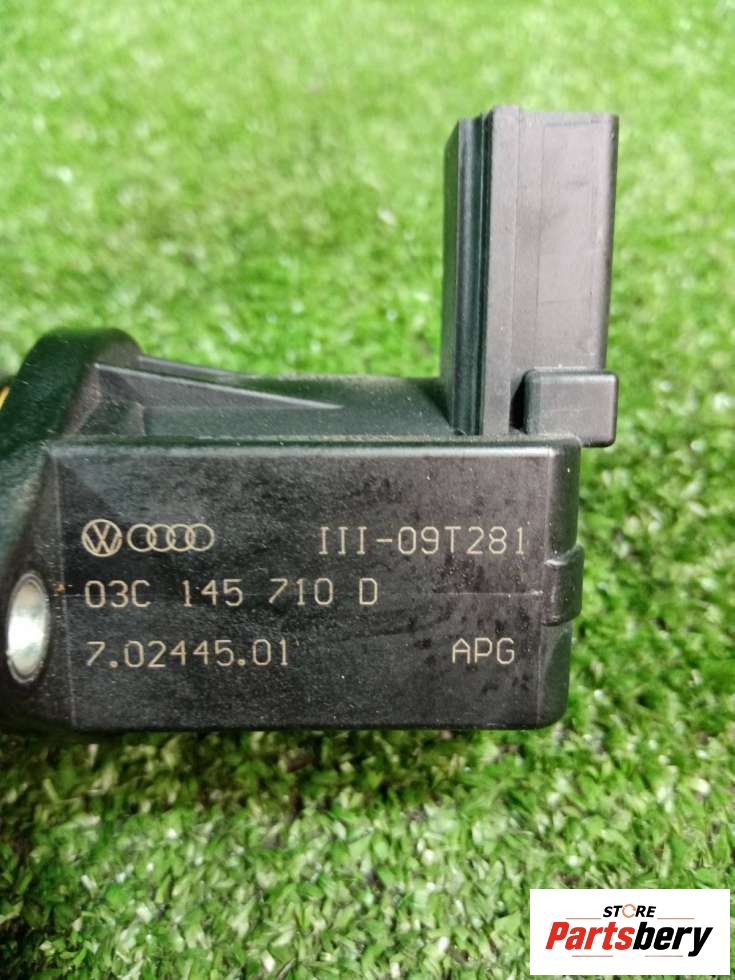 III-09T281
03C 145 710 D
7.02445.01 APG
STORE
Partsbery